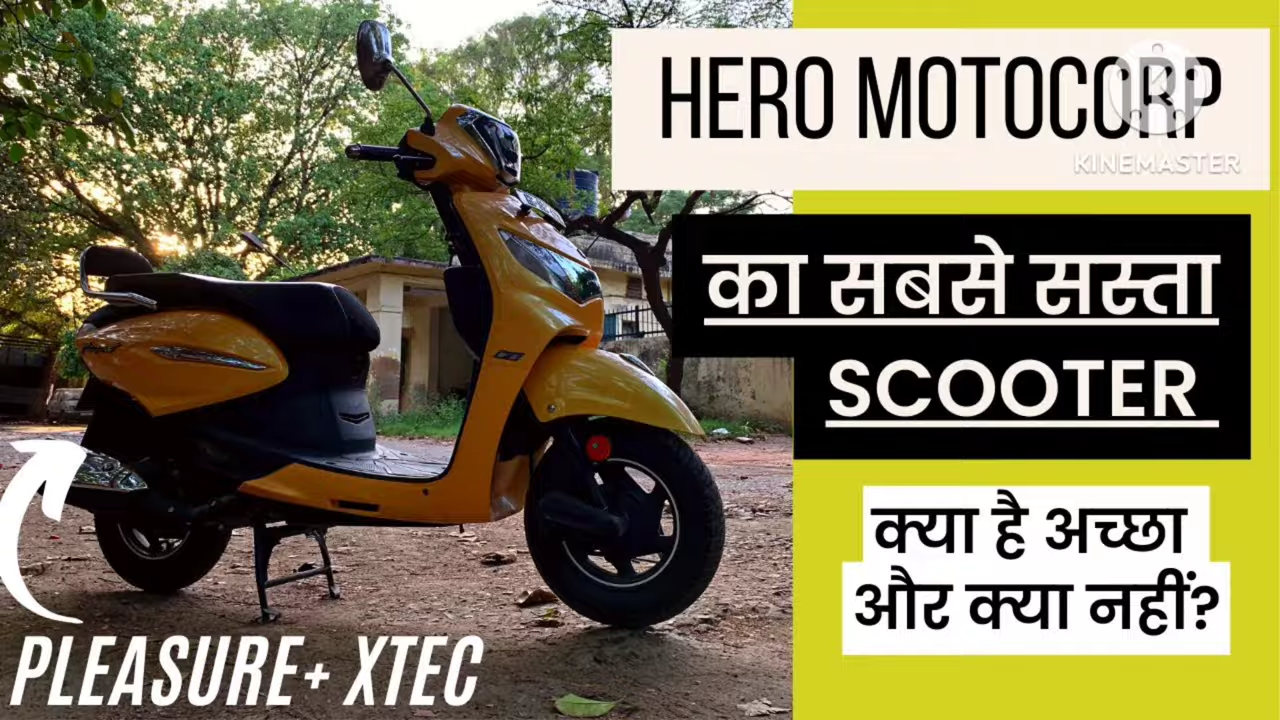 HERO MOTOCORP
KINEMASTER
का सबसे सस्ता
SCOOTER
क्या है अच्छा
और क्या नहीं?
PLEASURE+ XTEC